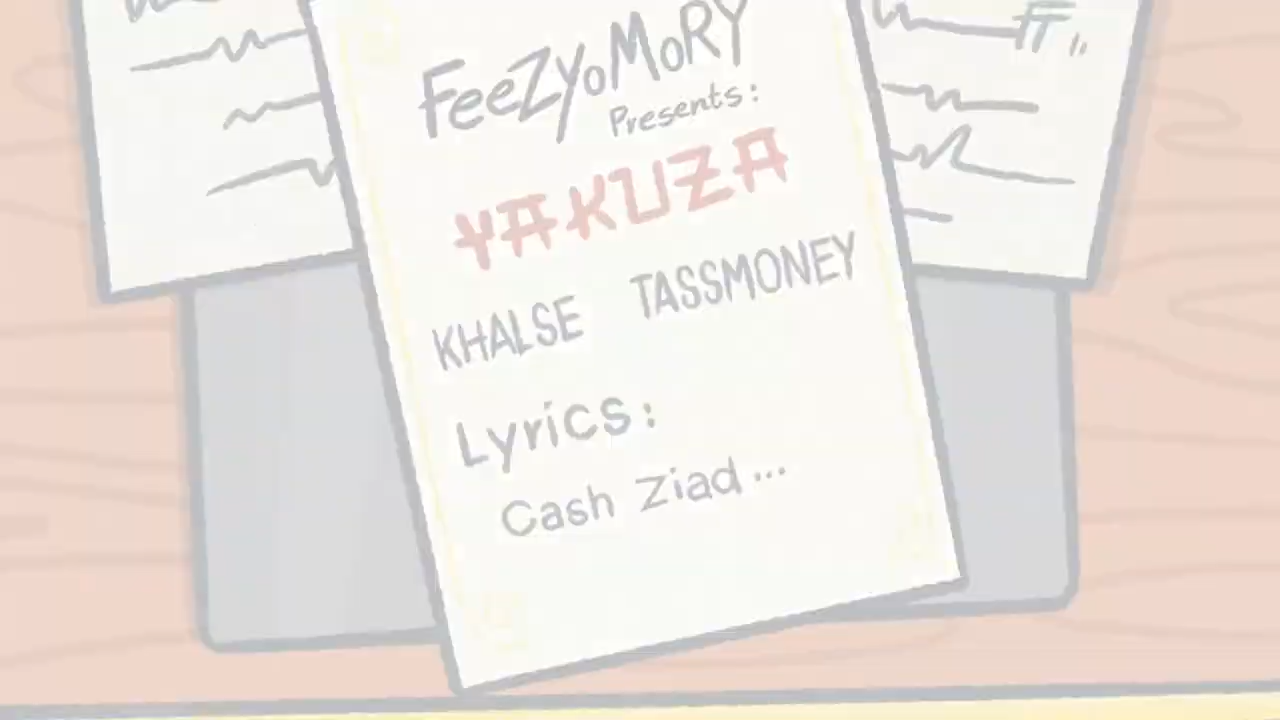 FeeZyoMoRY
Presents:
YAKUZA
KHALSE TASSMONEY
Lyrics:
Cash Ziad ...